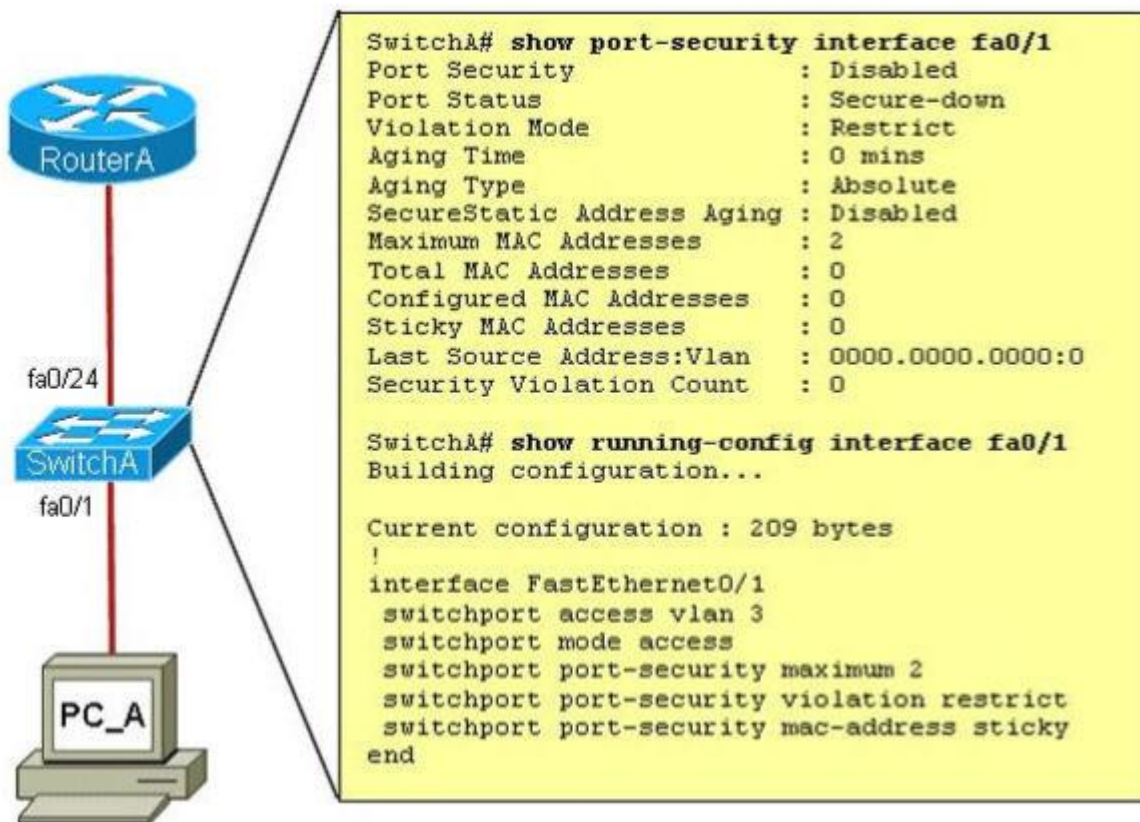 RouterA
fa0/24
SwitchA
fa0/1
PC_A
SwitchA# show port-security interface fa0/1
Port Security : Disabled
Port Status : Secure-down
Violation Mode : Restrict
Aging Time : 0 mins
Aging Type : Absolute
SecureStatic Address Aging : Disabled
Maximum MAC Addresses : 2
Total MAC Addresses : 0
Configured MAC Addresses : 0
Sticky MAC Addresses : 0
Last Source Address:Vlan : 0000.0000.0000:0
Security Violation Count : 0
SwitchA# show running-config interface fa0/1
Building configuration...
Current configuration : 209 bytes
!
interface FastEthernet0/1
switchport access vlan 3
switchport mode access
switchport port-security maximum 2
switchport port-security violation restrict
switchport port-security mac-address sticky
end